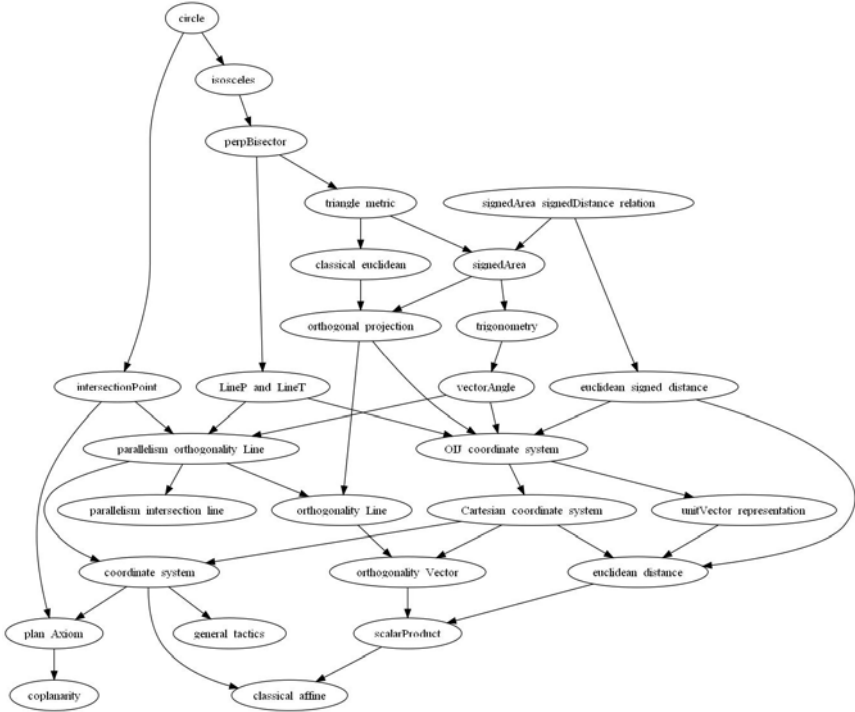 circle
isosceles
perpBisector
triangle metric
signedArea signedDistance relation
classical euclidean
signedArea
orthogonal projection
trigonometry
intersectionPoint
LineP and LineT
vectorAngle
euclidean signed distance
parallelism orthogonality Line
OIJ coordinate system
parallelism intersection line
orthogonality Line
Cartesian coordinate system
unitVector representation
coordinate system
orthogonality Vector
euclidean distance
plan Axiom
general tactics
scalarProduct
coplanarity
classical affine